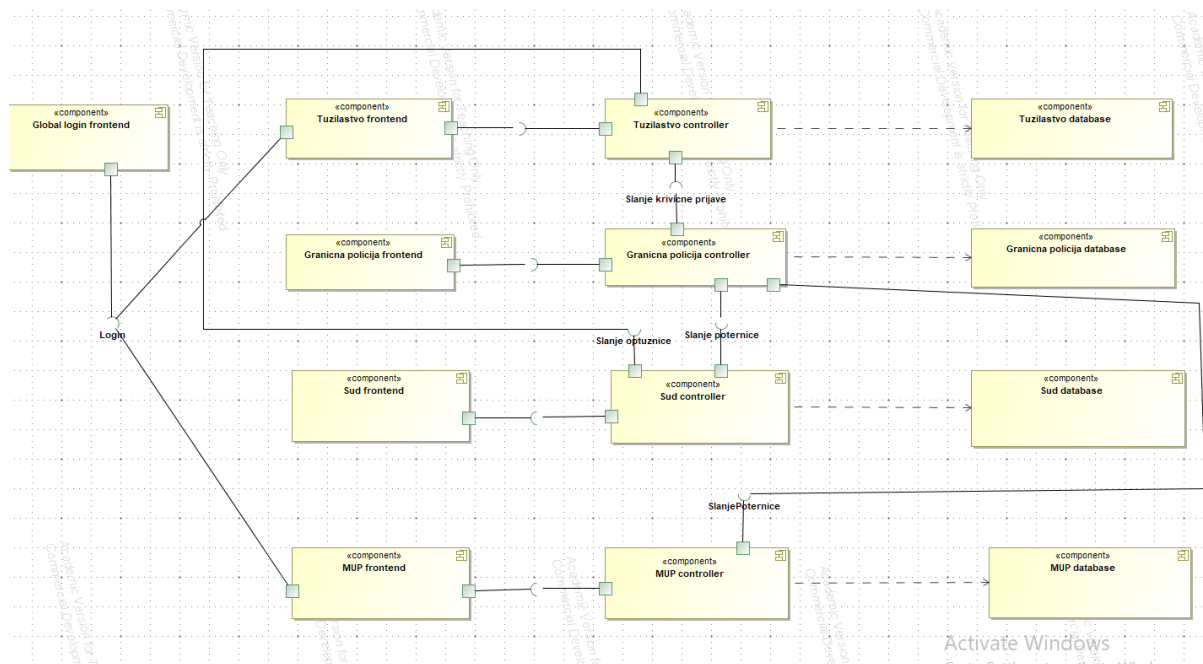 «component»
Global login frontend
«component»
Tuzilastvo frontend
«component»
Tuzilastvo controller
«component»
Tuzilastvo database
Slanje krivicne prijave
«component»
Granicna policija frontend
«component»
Granicna policija controller
«component»
Granicna policija database
Login
Slanje optuznice
Slanje poternice
«component»
Sud frontend
«component»
Sud controller
«component»
Sud database
SlanjePoternice
«component»
MUP frontend
«component»
MUP controller
«component»
MUP database
Activate Windows